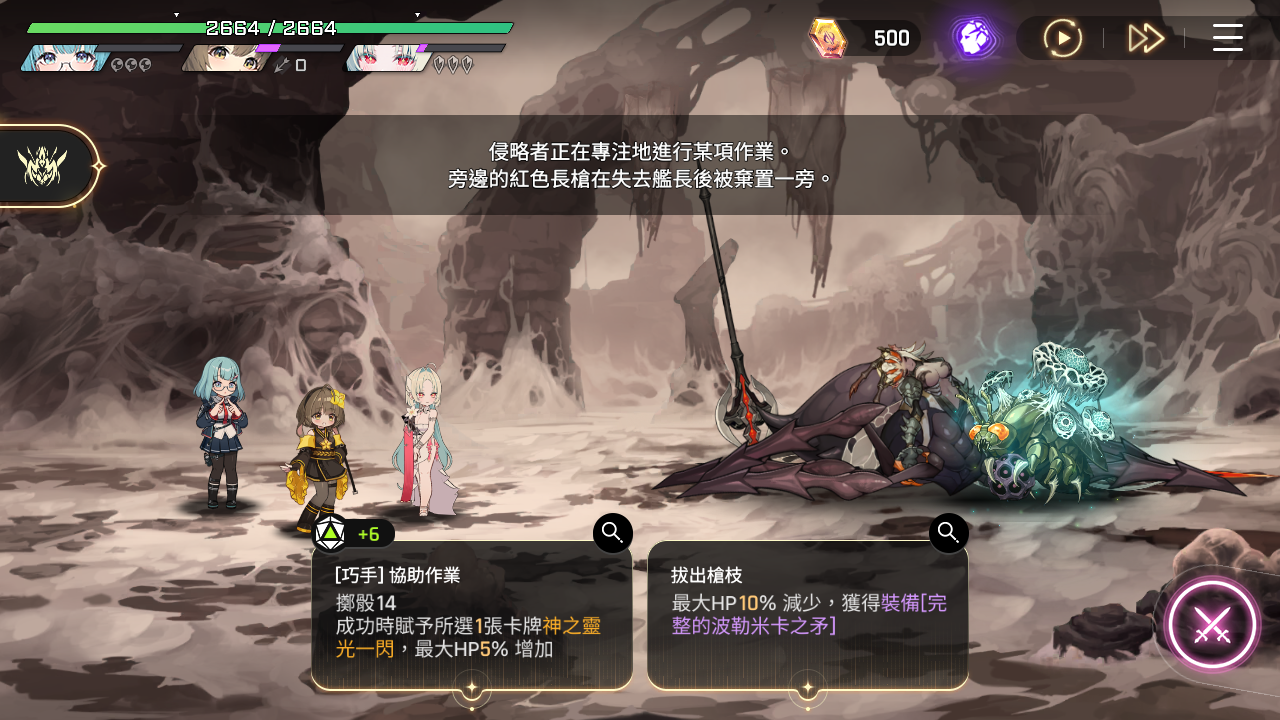 2664 / 2664
0
500
侵略者正在專注地進行某項作業。
旁邊的紅色長槍在失去艦長後被棄置一旁。
+6
[巧手] 協助作業
擲骰14
成功時賦予所選1張卡牌神之靈
光一閃，最大HP5% 增加
拔出槍枝
最大HP10% 減少，獲得裝備[完
整的波勒米卡之矛]